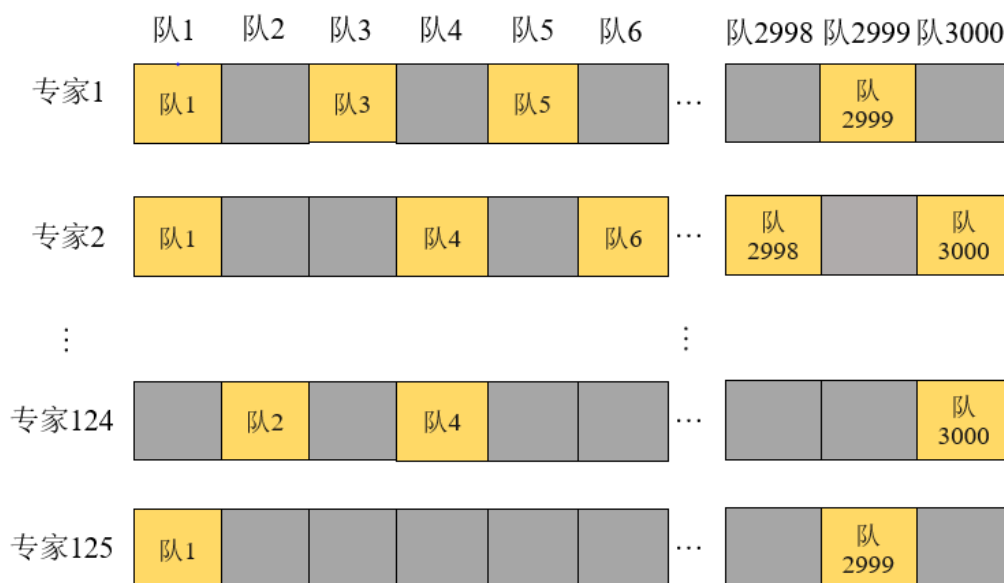 队1 队2 队3 队4 队5 队6 队2998 队2999 队3000
专家1 队1 队3 队5 … 队
2999
专家2 队1 队4 队6 … 队
2998 队
3000
⋮ ⋮
专家124 队2 队4 … 队
3000
专家125 队1 … 队
2999